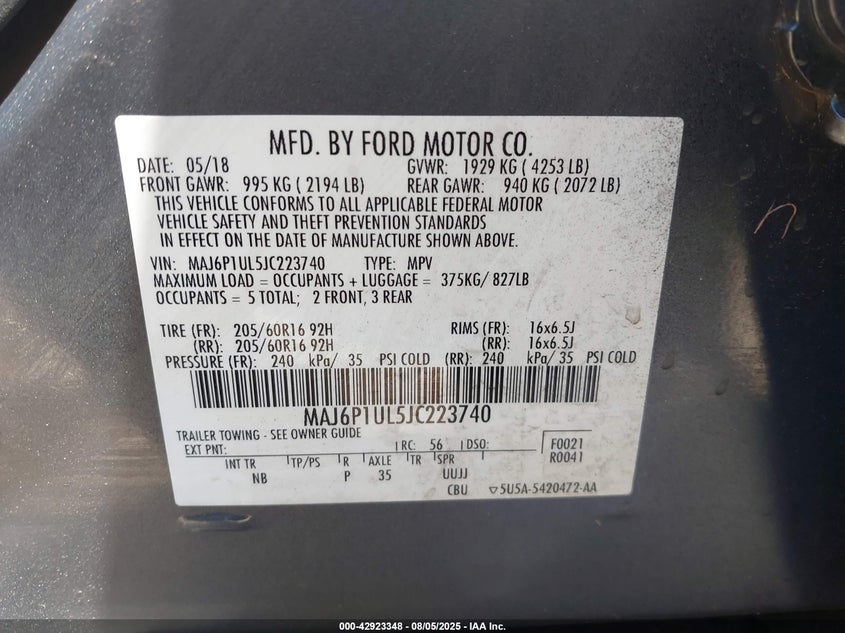 MFD. BY FORD MOTOR CO.
DATE: 05/18 GVWR: 1929 KG ( 4253 LB)
FRONT GAWR: 995 KG ( 2194 LB) REAR GAWR: 940 KG ( 2072 LB)
THIS VEHICLE CONFORMS TO ALL APPLICABLE FEDERAL MOTOR
VEHICLE SAFETY AND THEFT PREVENTION STANDARDS
IN EFFECT ON THE DATE OF MANUFACTURE SHOWN ABOVE.
VIN: MAJ6P1UL5JC223740 TYPE: MPV
MAXIMUM LOAD = OCCUPANTS + LUGGAGE = 375KG/ 827LB
OCCUPANTS = 5 TOTAL; 2 FRONT, 3 REAR
TIRE (FR): 205/60R16 92H RIMS (FR): 16x6.5J
(RR): 205/60R16 92H (RR): 16x6.5J
PRESSURE (FR): 240 kPa/ 35 PSI COLD (RR): 240 kPa/ 35 PSI COLD
MAJ6P1UL5JC223740
TRAILER TOWING - SEE OWNER GUIDE
EXT PNT: RC: 56 DSO: F0021
R0041
INT TR TP/PS R AXLE TR SPR
NB P 35 UUJJ
CBU ▽5U5A-5420472-AA
000-42923348 - 08/05/2025 - IAA Inc.